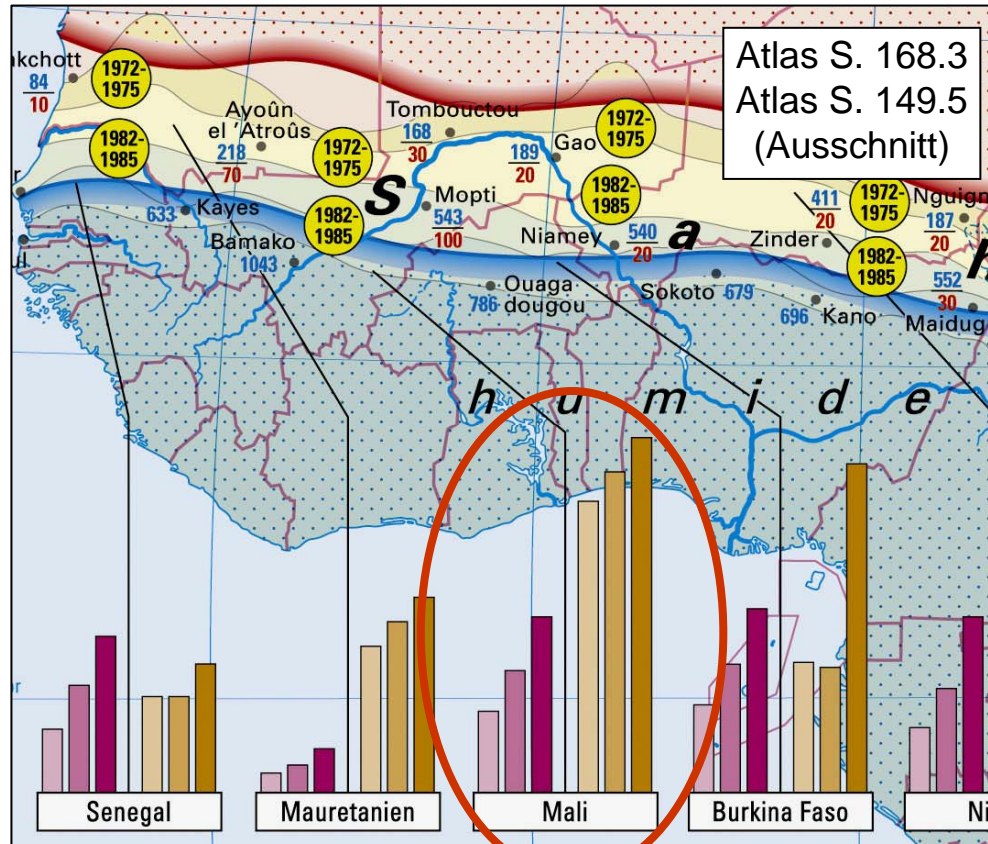 Atlas S. 168.3
Atlas S. 149.5
(Ausschnitt)
kchott
84
10
1972-
1975
Ayoûn
el 'Atroûs
218
70
1972-
1975
Tombouctou
168
30
189
20
Gao
1972-
1975
1982-
1985
S
Mopti
543
100
1982-
1985
411
20
1972-
1975
Nguign
187
20
633
Kayes
1982-
1985
Bamako
1043
Niamey
540
20
a
Zinder
1982-
1985
h
552
30
Ouaga
dougou
786
Sokoto
679
696
Kano
Maidug
h u m i d e
Senegal
Mauretanien
Mali
Burkina Faso
Ni